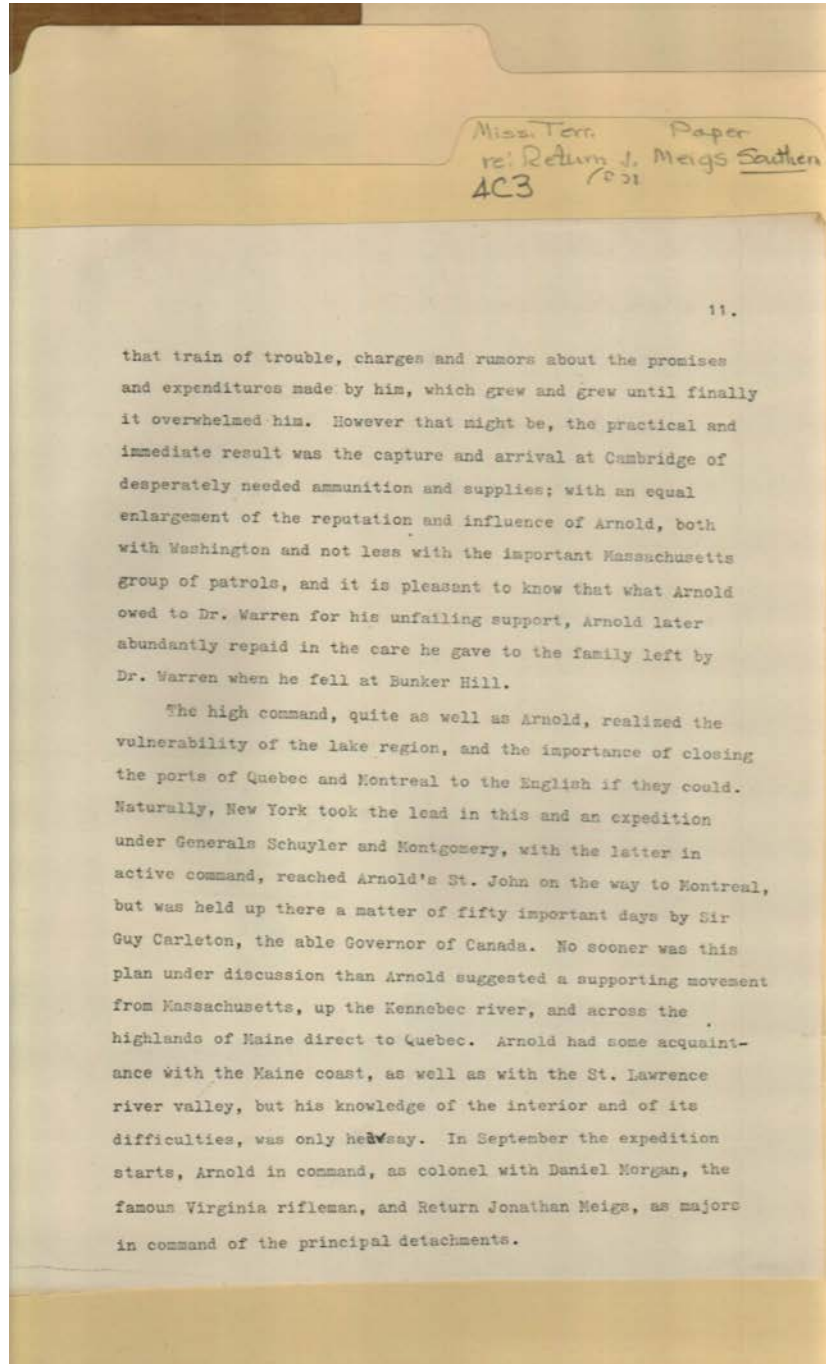 Miss. Terr. Paper
re: Return J. Meigs Southen
4C3
11.
that train of trouble, charges and rumors about the promises
and expenditures made by him, which grew and grew until finally
it overwhelmed him. However that might be, the practical and
immediate result was the capture and arrival at Cambridge of
desperately needed ammunition and supplies; with an equal
enlargement of the reputation and influence of Arnold, both
with Washington and not less with the important Massachusetts
group of patrols, and it is pleasant to know that what Arnold
owed to Dr. Warren for his unfailing support, Arnold later
abundantly repaid in the care he gave to the family left by
Dr. Warren when he fell at Bunker Hill.
The high command, quite as well as Arnold, realized the
vulnerability of the lake region, and the importance of closing
the ports of Quebec and Montreal to the English if they could.
Naturally, New York took the lead in this and an expedition
under Generals Schuyler and Montgomery, with the latter in
active command, reached Arnold's St. John on the way to Montreal,
but was held up there a matter of fifty important days by Sir
Guy Carleton, the able Governor of Canada. No sooner was this
plan under discussion than Arnold suggested a supporting movement
from Massachusetts, up the Kennebec river, and across the
highlands of Maine direct to Quebec. Arnold had some acquaint-
ance with the Maine coast, as well as with the St. Lawrence
river valley, but his knowledge of the interior and of its
difficulties, was only hearsay. In September the expedition
starts, Arnold in command, as colonel with Daniel Morgan, the
famous Virginia rifleman, and Return Jonathan Meigs, as majors
in command of the principal detachments.